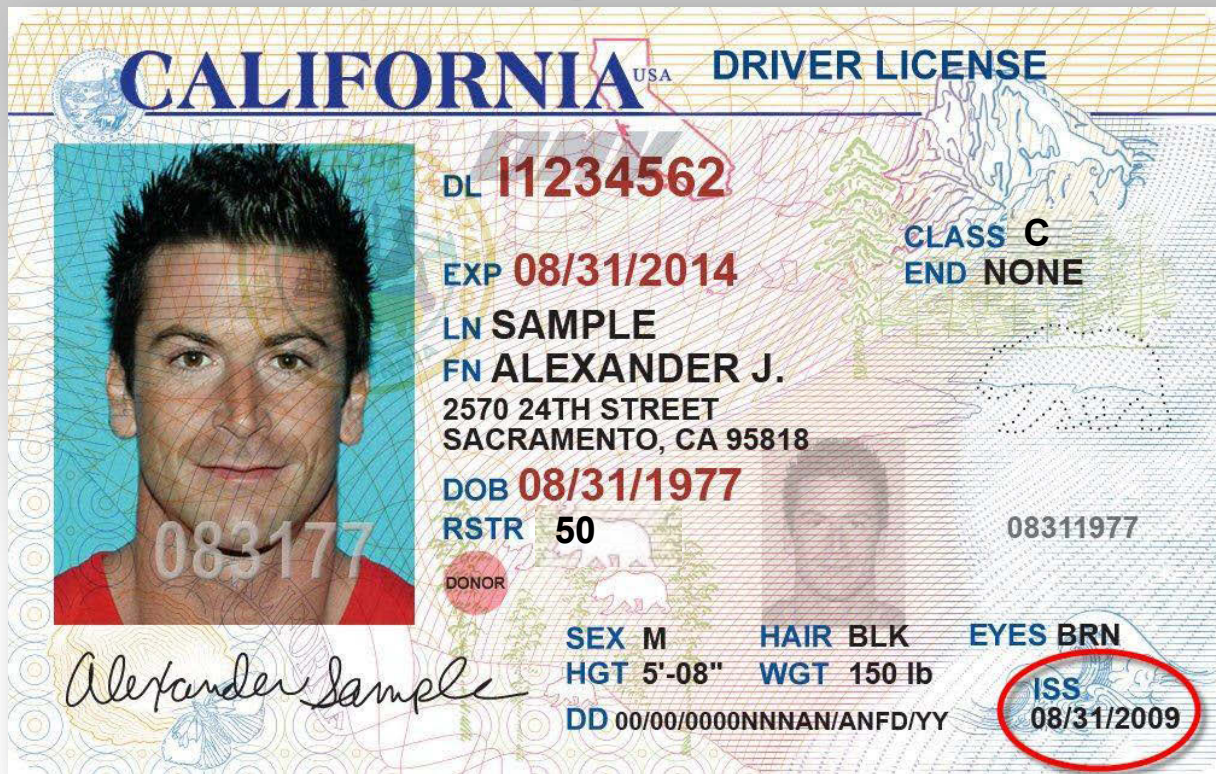 CALIFORNIA USA DRIVER LICENSE
DL I1234562
CLASS C
EXP 08/31/2014
END NONE
LN SAMPLE
FN ALEXANDER J.
2570 24TH STREET
SACRAMENTO, CA 95818
DOB 08/31/1977
RSTR 50
083177
08311977
DONOR
SEX M HAIR BLK EYES BRN
HGT 5'-08" WGT 150 lb
ISS
08/31/2009
DD 00/00/0000NNNAN/ANFD/YY
Alexander Sample